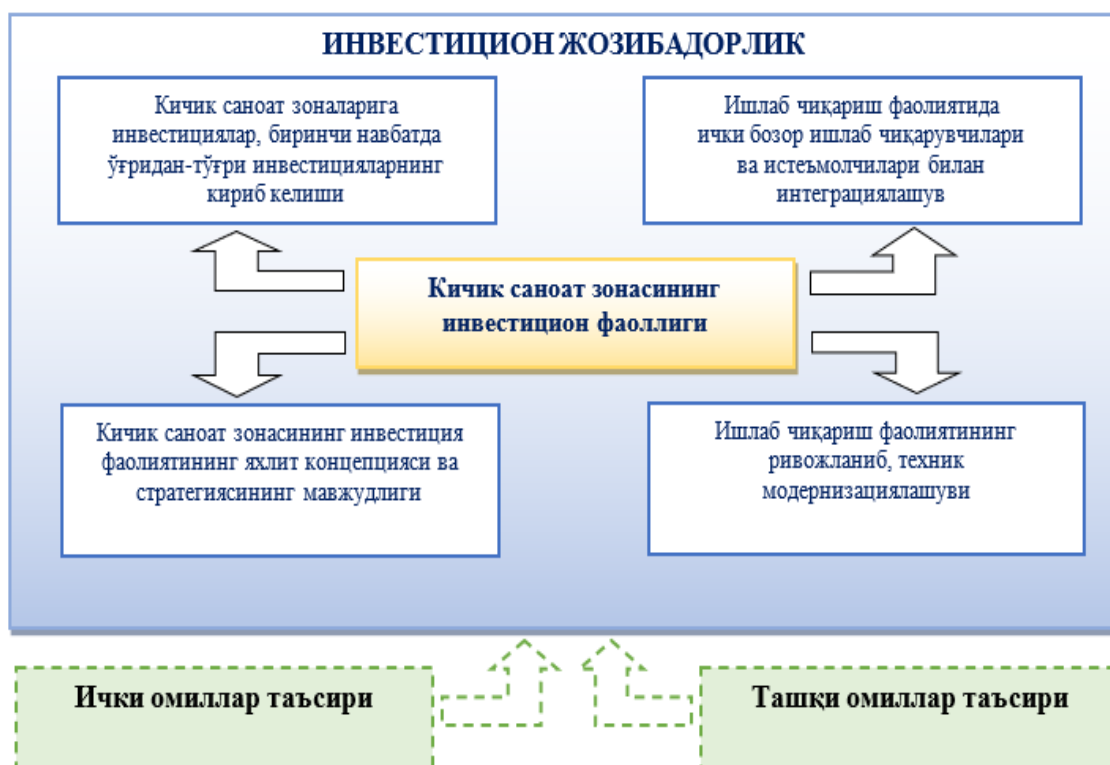 ИНВЕСТИЦИОН ЖОЗИБАДОРЛИК
Кичик саноат зоналарига
инвестициялар, биринчи навбатда
ўғридан-тўғри инвестицияларнинг
кириб келиши
Ишлаб чиқариш фаолиятида
ички бозор ишлаб чиқарувчилари
ва истеъмолчилари билан
интеграциялашув
Кичик саноат зонасининг
инвестицион фаоллиги
Кичик саноат зонасининг инвестиция
фаолиятининг яхлит концепцияси ва
стратегиясининг мавжудлиги
Ишлаб чиқариш фаолиятининг
ривожланиб, техник
модернизациялашуви
Ички омиллар таъсири
Ташқи омиллар таъсири